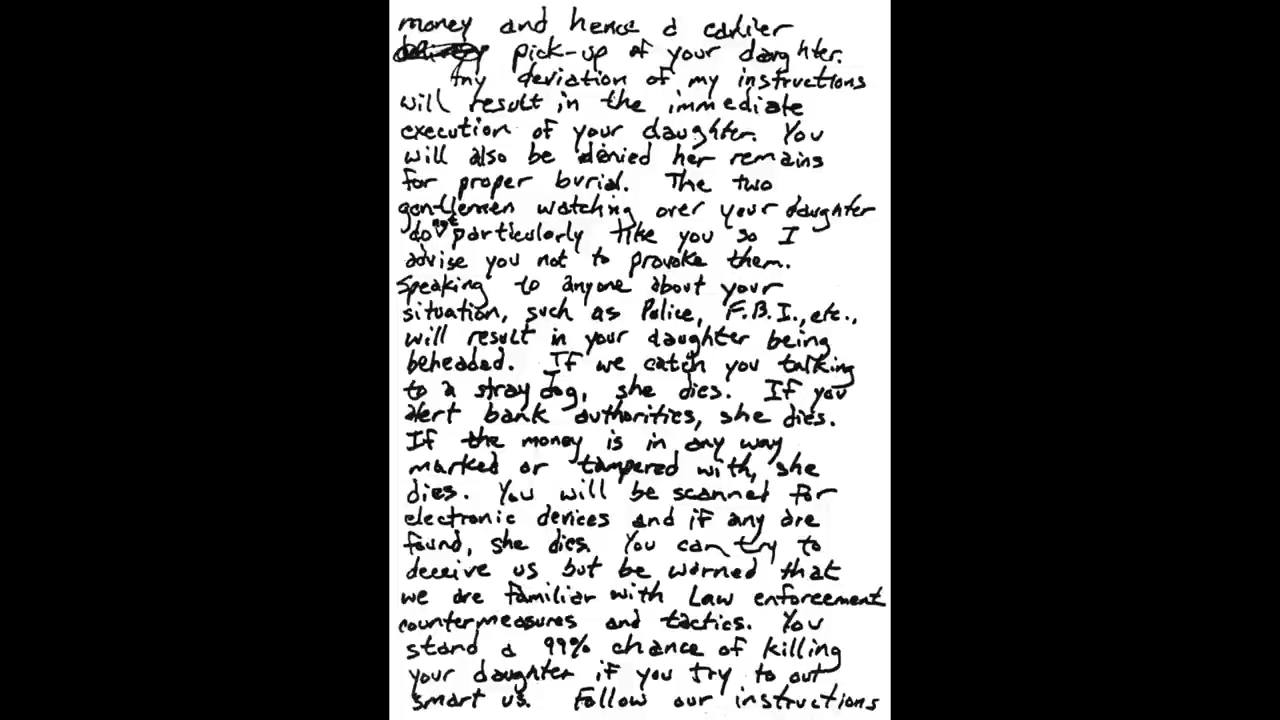 money and hence a earlier
pick-up of your daughter.
Any deviation of my instructions
will result in the immediate
execution of your daughter. You
will also be denied her remains
for proper burial. The two
gentlemen watching over your daughter
do not particularly like you so I
advise you not to provoke them.
Speaking to anyone about your
situation, such as Police, F.B.I., etc.,
will result in your daughter being
beheaded. If we catch you talking
to a stray dog, she dies. If you
alert bank authorities, she dies.
If the money is in any way
marked or tampered with, she
dies. You will be scanned for
electronic devices and if any are
found, she dies. You can try to
deceive us but be warned that
we are familiar with Law enforcement
countermeasures and tactics. You
stand a 99% chance of killing
your daughter if you try to out
smart us. Follow our instructions